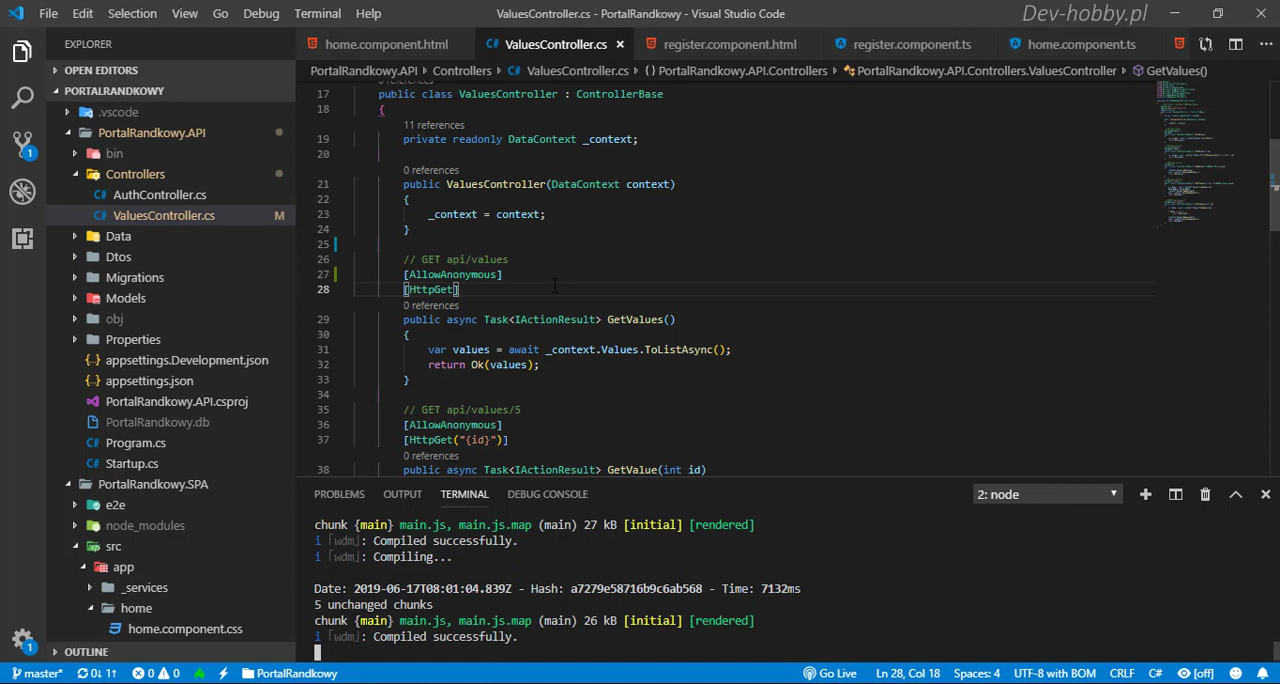 File Edit Selection View Go Debug Terminal Help
ValuesController.cs - PortalRandkowy - Visual Studio Code
Dev-hobby.pl
EXPLORER
home.component.html
ValuesController.cs
register.component.html
register.component.ts
home.component.ts
OPEN EDITORS
PORTALRANDKOWY
.vscode
PortalRandkowy.API
bin
Controllers
AuthController.cs
ValuesController.cs M
Data
Dtos
Migrations
Models
obj
Properties
appsettings.Development.json
appsettings.json
PortalRandkowy.API.csproj
PortalRandkowy.db
Program.cs
Startup.cs
PortalRandkowy.SPA
e2e
node_modules
src
app
_services
home
home.component.css
OUTLINE
PortalRandkowy.API Controllers ValuesController.cs {} PortalRandkowy.API.Controllers PortalRandkowy.API.Controllers.ValuesController GetValues()
0 references
17 public class ValuesController : ControllerBase
18 {
11 references
19 private readonly DataContext _context;
20
0 references
21 public ValuesController(DataContext context)
22 {
23 _context = context;
24 }
25
26 // GET api/values
27 [AllowAnonymous]
28 [HttpGet]
0 references
29 public async Task<IActionResult> GetValues()
30 {
31 var values = await _context.Values.ToListAsync();
32 return Ok(values);
33 }
34
35 // GET api/values/5
36 [AllowAnonymous]
37 [HttpGet("{id}")]
0 references
38 public async Task<IActionResult> GetValue(int id)
PROBLEMS OUTPUT TERMINAL DEBUG CONSOLE
2: node
chunk {main} main.js, main.js.map (main) 27 kB [initial] [rendered]
i ｢wdm｣: Compiled successfully.
i ｢wdm｣: Compiling...
Date: 2019-06-17T08:01:04.839Z - Hash: a7279e58716b9c6ab568 - Time: 7132ms
5 unchanged chunks
chunk {main} main.js, main.js.map (main) 26 kB [initial] [rendered]
i ｢wdm｣: Compiled successfully.
1
1
master* 0↓ 1↑ 0 0 PortalRandkowy
Go Live Ln 28, Col 18 Spaces: 4 UTF-8 with BOM CRLF C# [off]